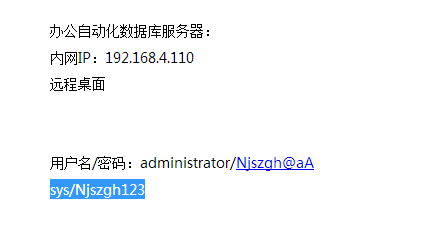 办公自动化数据库服务器：
内网IP：192.168.4.110
远程桌面
用户名/密码：administrator/Njszgh@aA
sys/Njszgh123